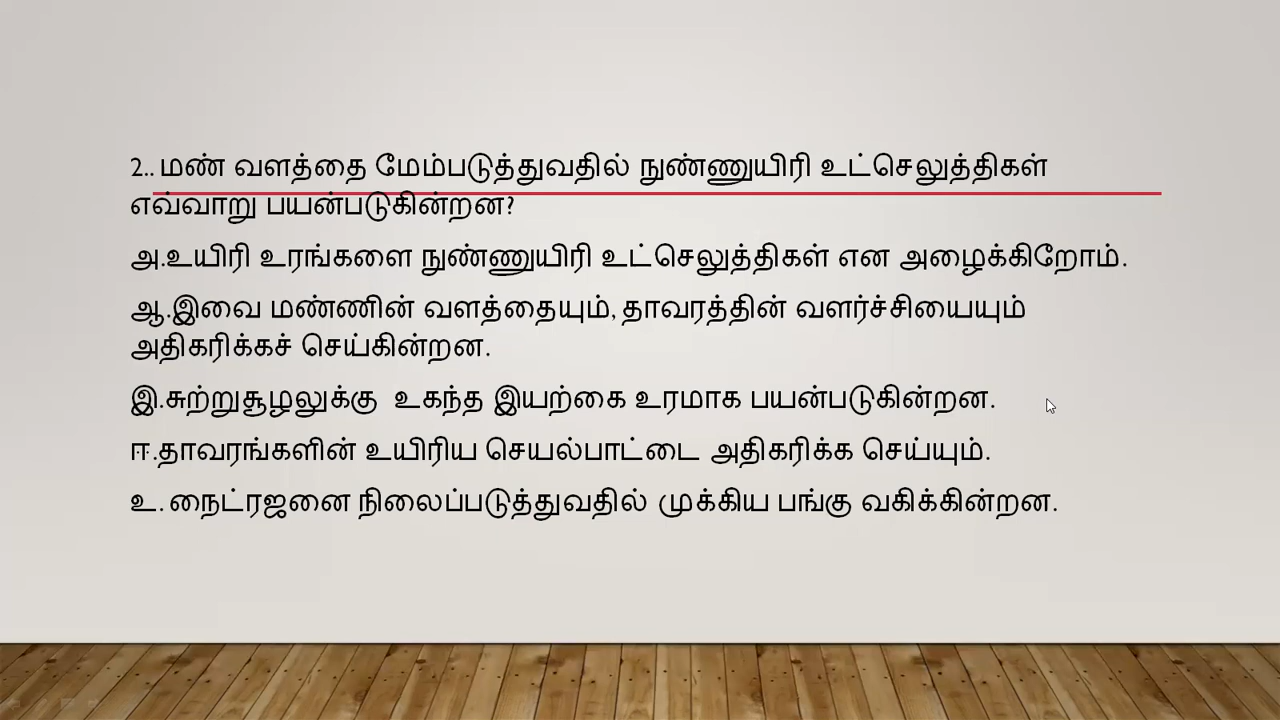 2.. மண் வளத்தை மேம்படுத்துவதில் நுண்ணுயிரி உட்செலுத்திகள்
எவ்வாறு பயன்படுகின்றன?
அ.உயிரி உரங்களை நுண்ணுயிரி உட்செலுத்திகள் என அழைக்கிறோம்.
ஆ.இவை மண்ணின் வளத்தையும், தாவரத்தின் வளர்ச்சியையும்
அதிகரிக்கச் செய்கின்றன.
இ.சுற்றுசூழலுக்கு உகந்த இயற்கை உரமாக பயன்படுகின்றன.
ஈ.தாவரங்களின் உயிரிய செயல்பாட்டை அதிகரிக்க செய்யும்.
உ. நைட்ரஜனை நிலைப்படுத்துவதில் முக்கிய பங்கு வகிக்கின்றன.